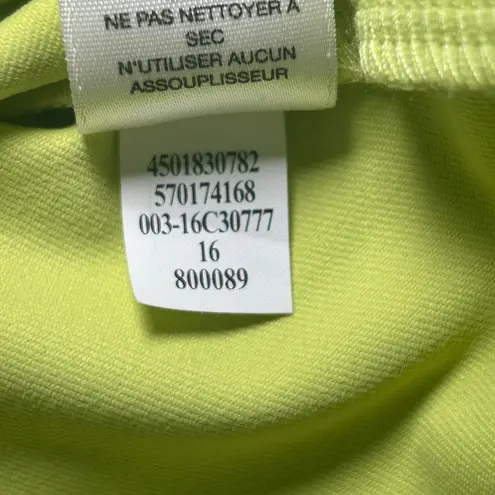 NE PAS NETTOYER À
SEC
N'UTILISER AUCUN
ASSOUPLISSEUR
4501830782
570174168
003-16C30777
16
800089